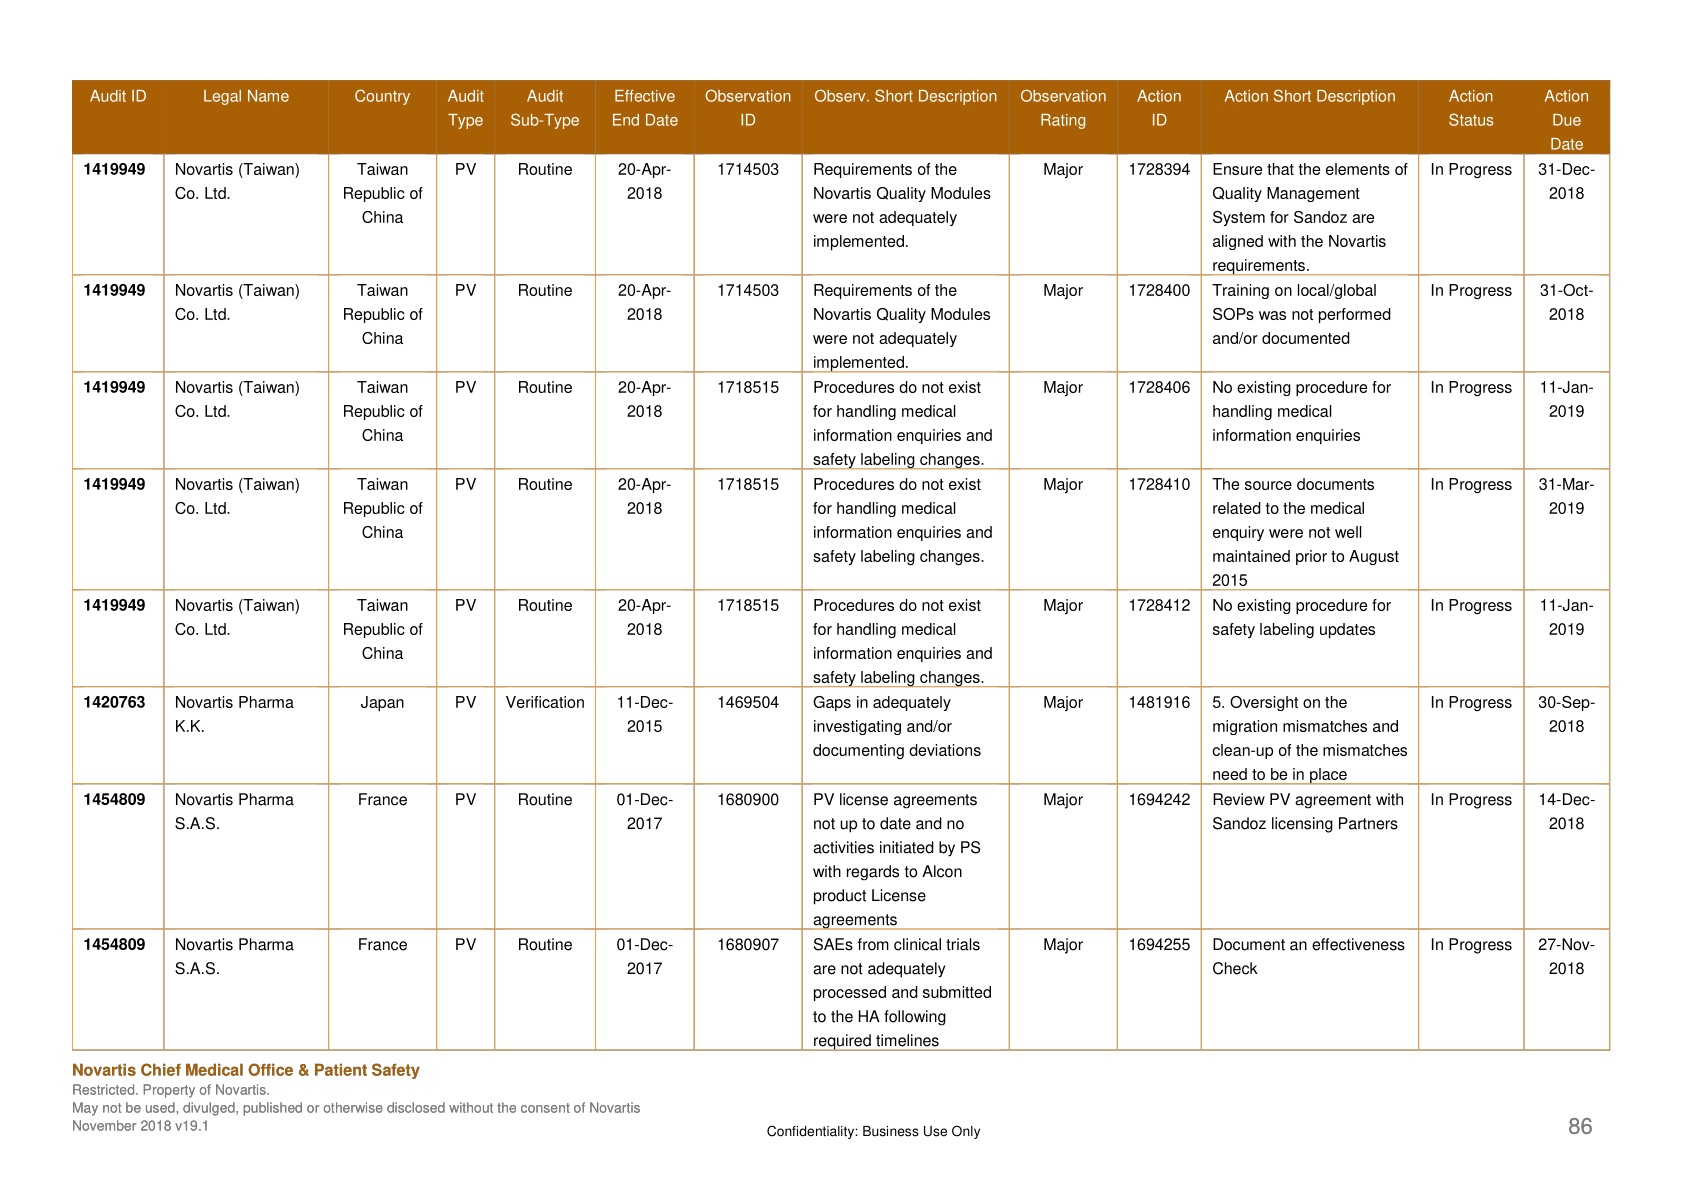 Audit ID Legal Name Country Audit Type Audit Sub-Type Effective End Date Observation ID Observ. Short Description Observation Rating Action ID Action Short Description Action Status Action Due Date
1419949 Novartis (Taiwan) Co. Ltd. Taiwan Republic of China PV Routine 20-Apr-2018 1714503 Requirements of the Novartis Quality Modules were not adequately implemented. Major 1728394 Ensure that the elements of Quality Management System for Sandoz are aligned with the Novartis requirements. In Progress 31-Dec-2018
1419949 Novartis (Taiwan) Co. Ltd. Taiwan Republic of China PV Routine 20-Apr-2018 1714503 Requirements of the Novartis Quality Modules were not adequately implemented. Major 1728400 Training on local/global SOPs was not performed and/or documented In Progress 31-Oct-2018
1419949 Novartis (Taiwan) Co. Ltd. Taiwan Republic of China PV Routine 20-Apr-2018 1718515 Procedures do not exist for handling medical information enquiries and safety labeling changes. Major 1728406 No existing procedure for handling medical information enquiries In Progress 11-Jan-2019
1419949 Novartis (Taiwan) Co. Ltd. Taiwan Republic of China PV Routine 20-Apr-2018 1718515 Procedures do not exist for handling medical information enquiries and safety labeling changes. Major 1728410 The source documents related to the medical enquiry were not well maintained prior to August 2015 In Progress 31-Mar-2019
1419949 Novartis (Taiwan) Co. Ltd. Taiwan Republic of China PV Routine 20-Apr-2018 1718515 Procedures do not exist for handling medical information enquiries and safety labeling changes. Major 1728412 No existing procedure for safety labeling updates In Progress 11-Jan-2019
1420763 Novartis Pharma K.K. Japan PV Verification 11-Dec-2015 1469504 Gaps in adequately investigating and/or documenting deviations Major 1481916 5. Oversight on the migration mismatches and clean-up of the mismatches need to be in place In Progress 30-Sep-2018
1454809 Novartis Pharma S.A.S. France PV Routine 01-Dec-2017 1680900 PV license agreements not up to date and no activities initiated by PS with regards to Alcon product License agreements Major 1694242 Review PV agreement with Sandoz licensing Partners In Progress 14-Dec-2018
1454809 Novartis Pharma S.A.S. France PV Routine 01-Dec-2017 1680907 SAEs from clinical trials are not adequately processed and submitted to the HA following required timelines Major 1694255 Document an effectiveness Check In Progress 27-Nov-2018
Novartis Chief Medical Office & Patient Safety
Restricted. Property of Novartis.
May not be used, divulged, published or otherwise disclosed without the consent of Novartis
November 2018 v19.1
Confidentiality: Business Use Only
86